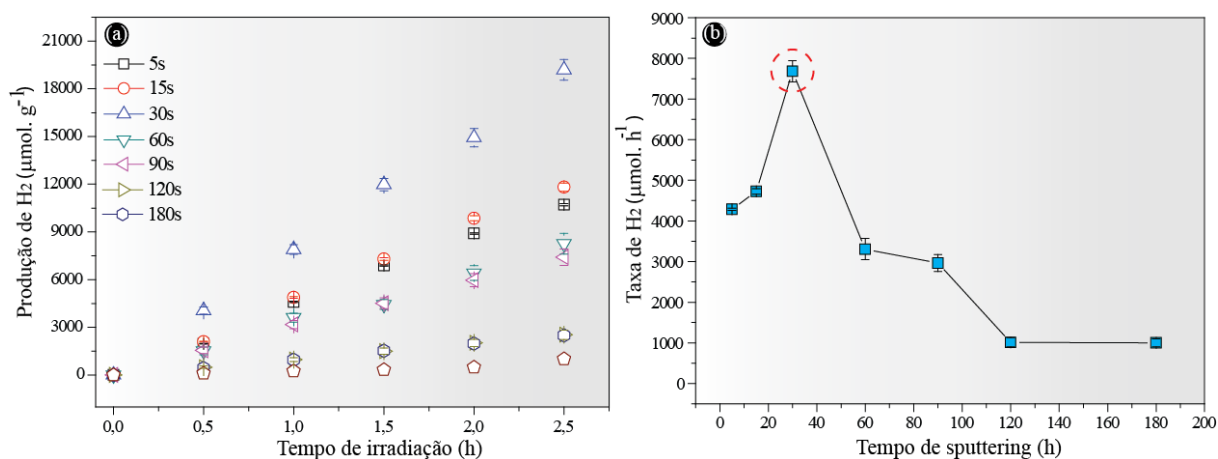 a
Produção de H2 (μmol. g⁻¹)
21000
18000
15000
12000
9000
6000
3000
0
5s
15s
30s
60s
90s
120s
180s
0,0 0,5 1,0 1,5 2,0 2,5
Tempo de irradiação (h)
b
Taxa de H2 (μmol. h⁻¹)
9000
8000
7000
6000
5000
4000
3000
2000
1000
0
0 20 40 60 80 100 120 140 160 180 200
Tempo de sputtering (h)